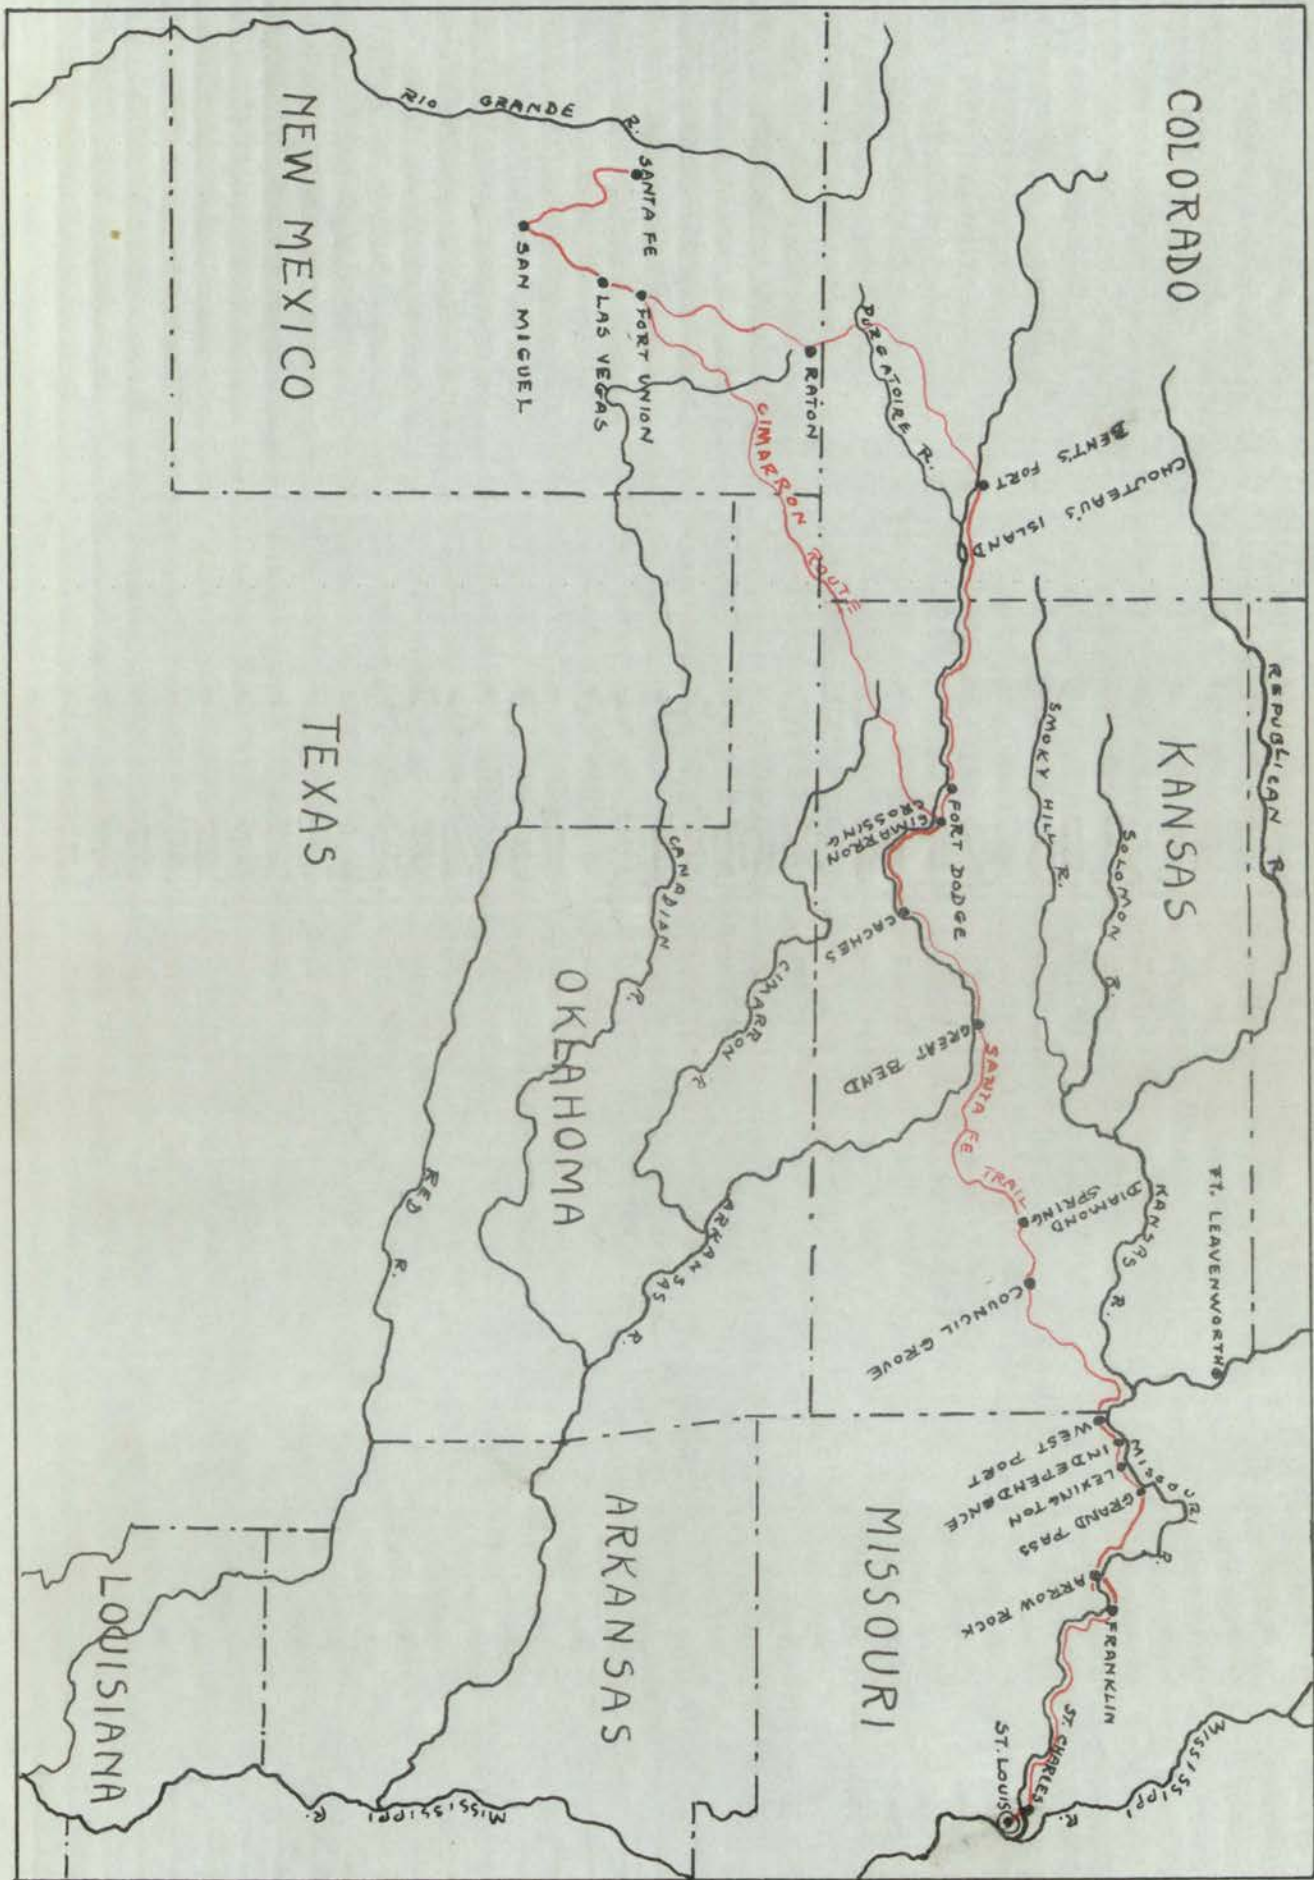 COLORADO
KANSAS
MISSOURI
NEW MEXICO
TEXAS
OKLAHOMA
ARKANSAS
LOUISIANA
RIO GRANDE R.
SANTA FE
SAN MIGUEL
LAS VEGAS
FORT UNION
RATON
PURGATOIRE R.
BENT'S FORT
CHOUTEAU'S ISLAND
CIMARRON ROUTE
REPUBLICAN R.
SMOKY HILL R.
SOLOMON R.
FORT DODGE
CIMARRON
CROSSING
CACHES
GREAT BEND
SANTA FE TRAIL
DIAMOND
SPRING
COUNCIL GROVE
KANSAS R.
FT. LEAVENWORTH
WEST PORT
INDEPENDANCE
LEXINGTON
GRAND PASS
MISSOURI R.
ARROW ROCK
FRANKLIN
ST. CHARLES
ST. LOUIS
MISSISSIPPI R.
CANADIAN R.
CIMARRON R.
ARKANSAS R.
RED R.
MISSISSIPPI R.